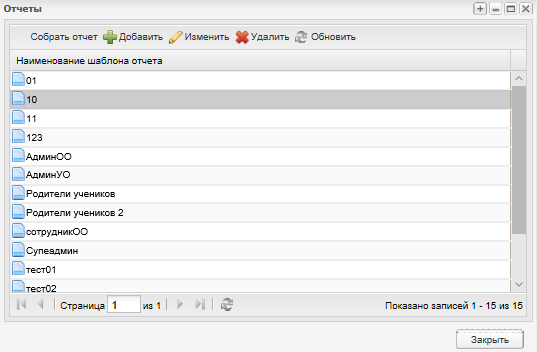 Отчеты
Собрать отчет Добавить Изменить Удалить Обновить
Наименование шаблона отчета
01
10
11
123
АдминОО
АдминУО
Родители учеников
Родители учеников 2
сотрудникОО
Супеадмин
тест01
тест02
Страница 1 из 1 Показано записей 1 - 15 из 15
Закрыть